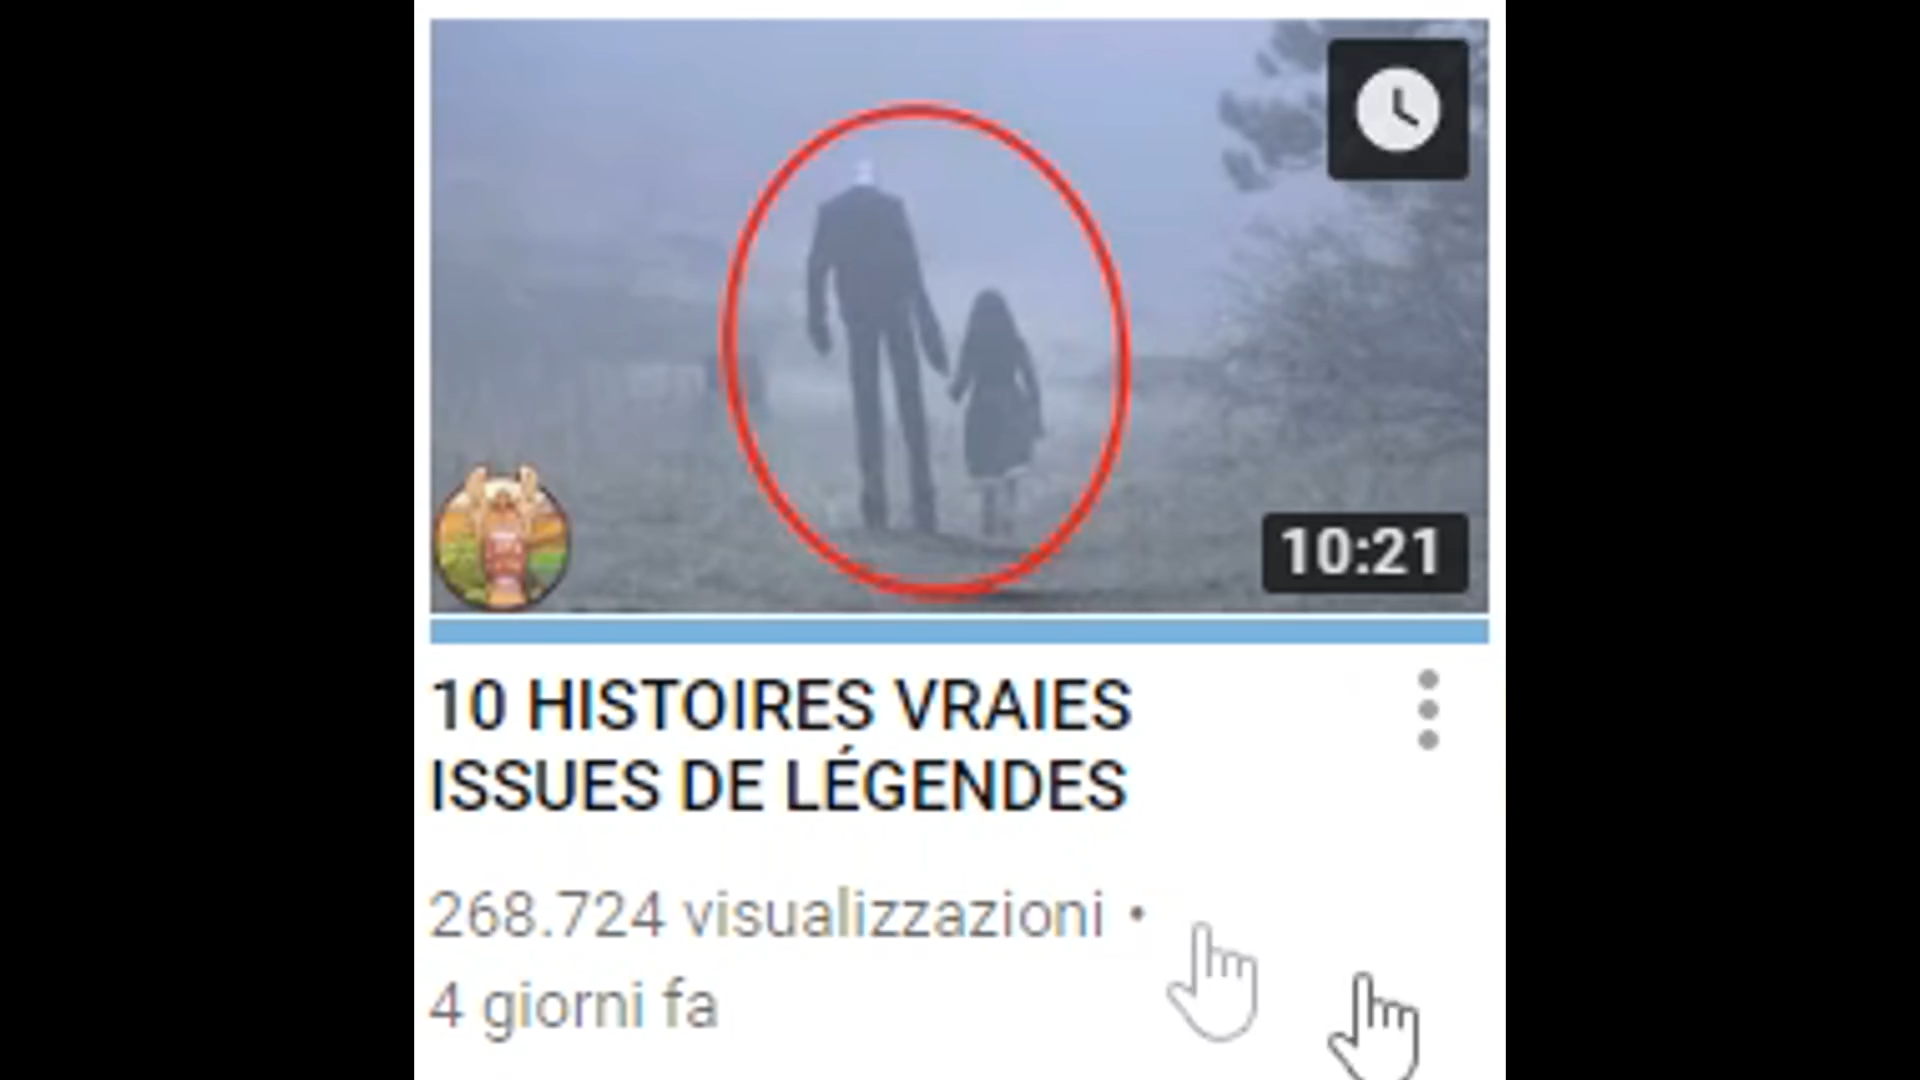 10:21
10 HISTOIRES VRAIES
ISSUES DE LÉGENDES
268.724 visualizzazioni •
4 giorni fa